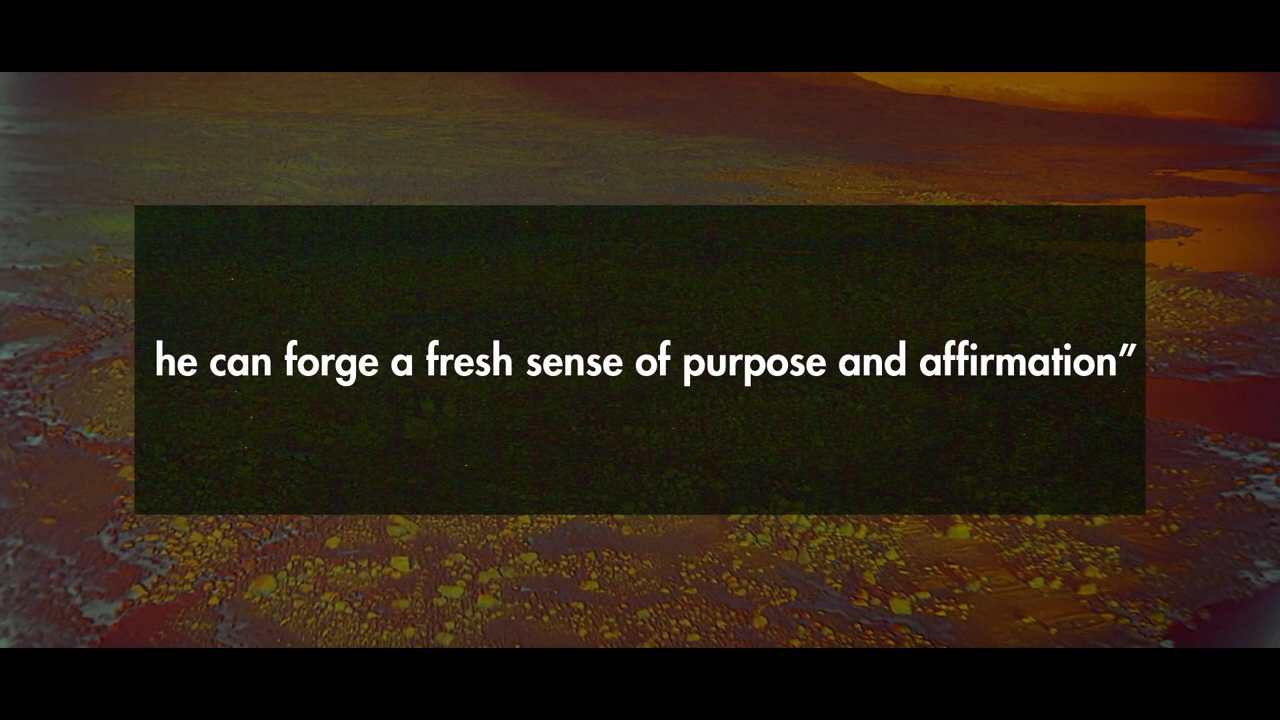 he can forge a fresh sense of purpose and affirmation”